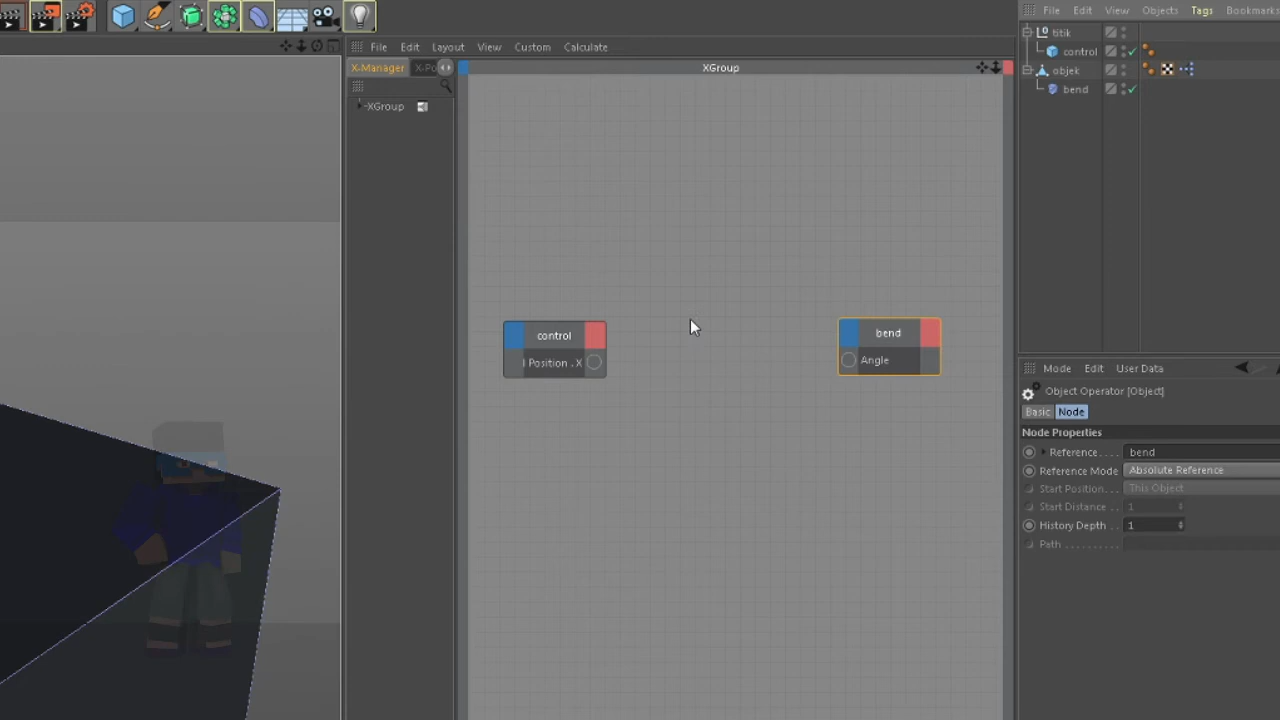 File Edit View Objects Tags Bookmarks
titik
control
objek
bend
File Edit Layout View Custom Calculate
X-Manager X-Po
XGroup
XGroup
control
Position . X
bend
Angle
Mode Edit User Data
Object Operator [Object]
Basic Node
Node Properties
Reference. . . . bend
Reference Mode Absolute Reference
Start Position. . . This Object
Start Distance . . 1
History Depth . . 1
Path . . . . . . . . . .